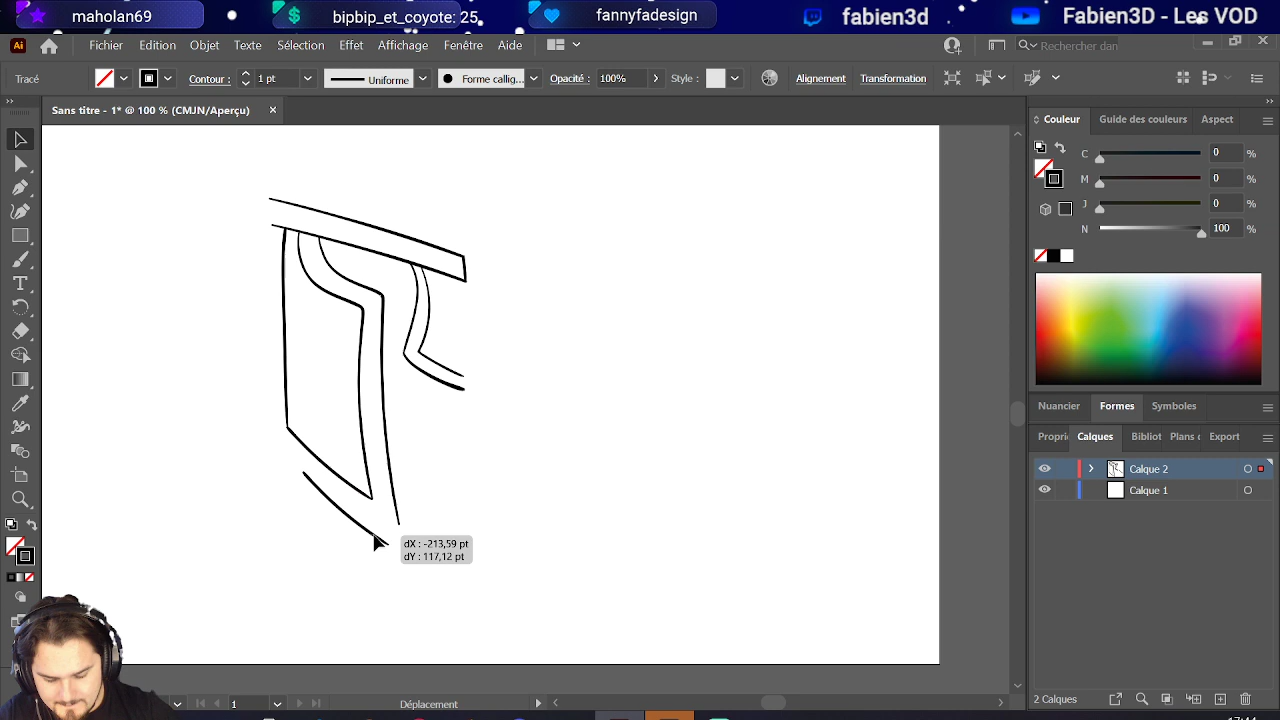 maholan69
bipbip_et_coyote: 25
fannyfadesign
fabien3d
Fabien3D - Les VOD
Ai
Fichier Edition Objet Texte Sélection Effet Affichage Fenêtre Aide
Rechercher dan
Tracé
Contour : 1 pt
Uniforme
Forme callig...
Opacité : 100%
Style :
Alignement
Transformation
Sans titre - 1* @ 100 % (CMJN/Aperçu) ×
Couleur Guide des couleurs Aspect
C 0 %
M 0 %
J 0 %
N 100 %
Nuancier Formes Symboles
Propri Calques Bibliot Plans c Export
Calque 2
Calque 1
dX : -213,59 pt
dY : 117,12 pt
1
Déplacement
2 Calques